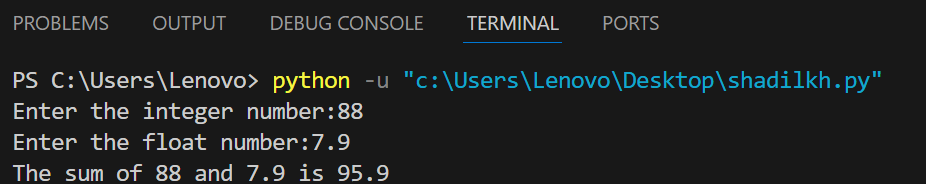 PROBLEMS OUTPUT DEBUG CONSOLE TERMINAL PORTS
PS C:\Users\Lenovo> python -u "c:\Users\Lenovo\Desktop\shadilkh.py"
Enter the integer number:88
Enter the float number:7.9
The sum of 88 and 7.9 is 95.9